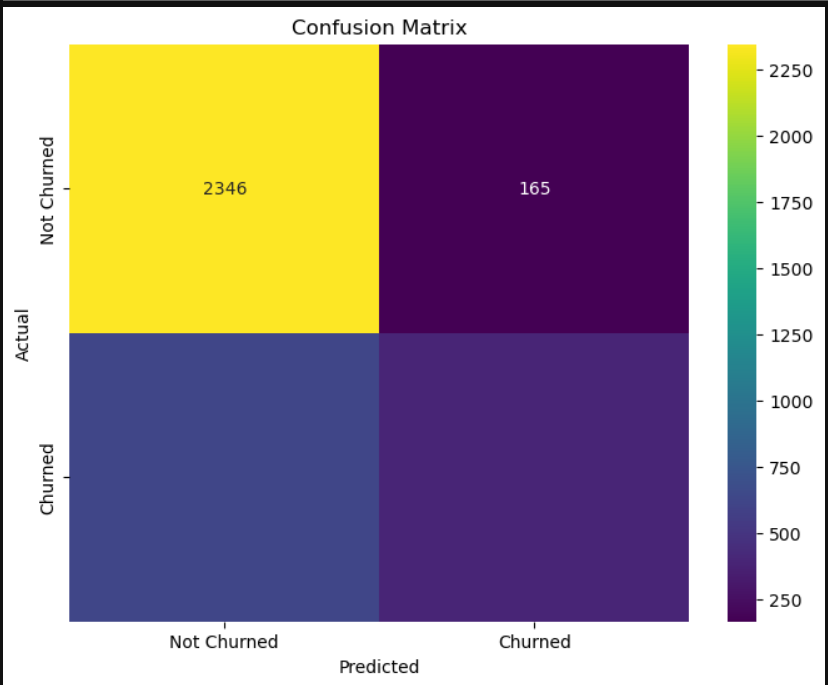 Confusion Matrix
Not Churned
2346
165
Actual
Churned
Not Churned
Churned
Predicted
2250
2000
1750
1500
1250
1000
750
500
250